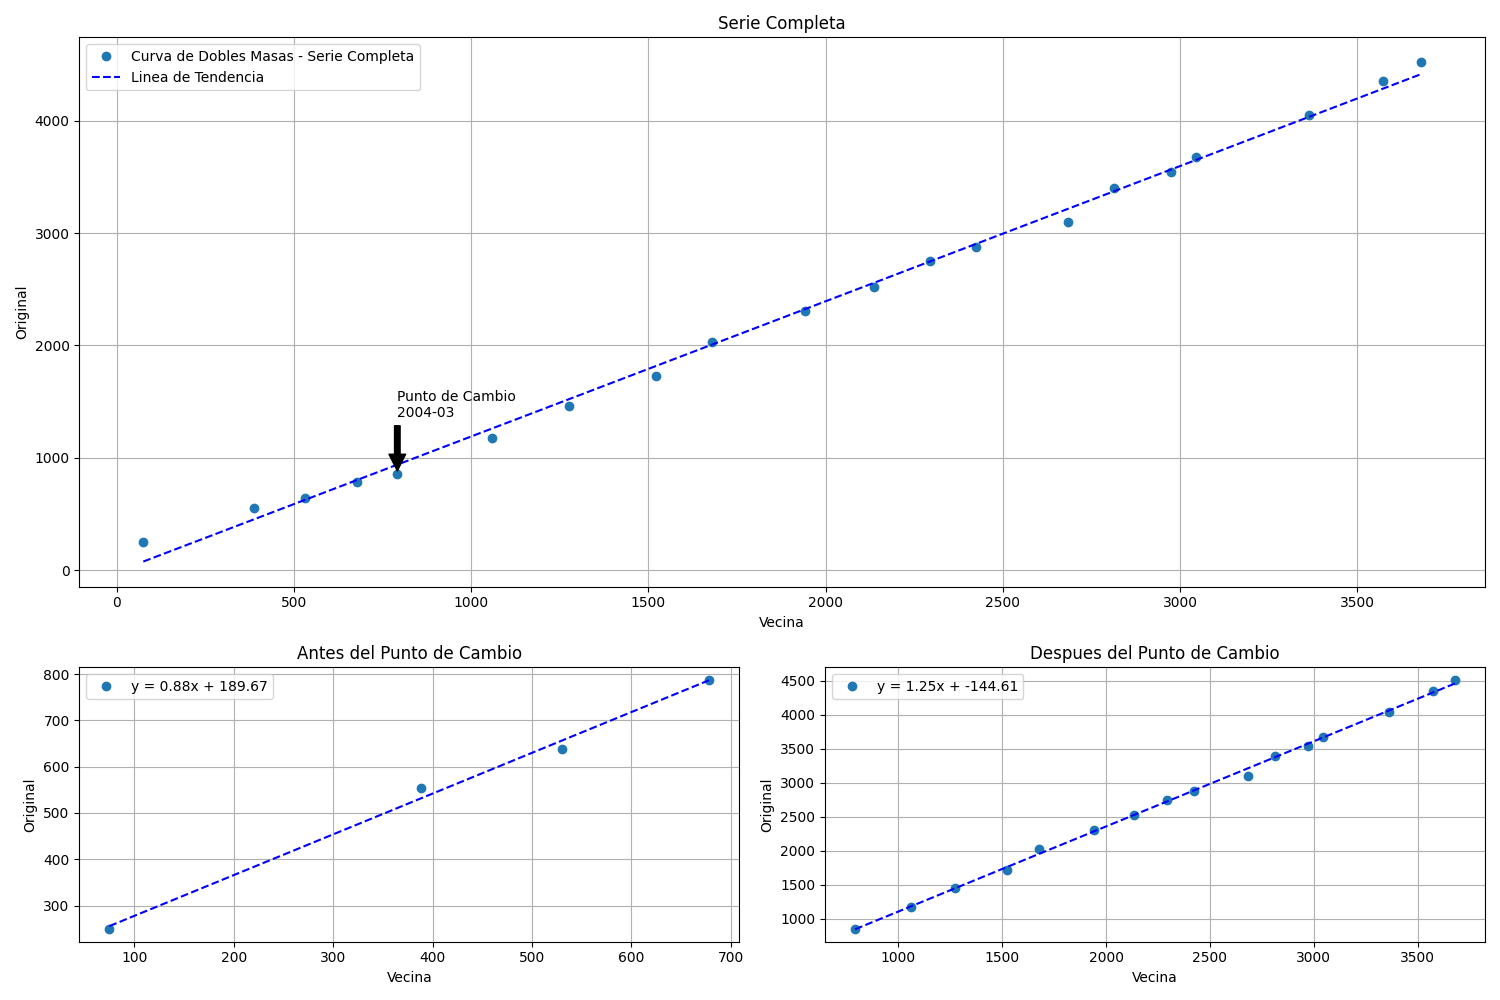 Serie Completa
Curva de Dobles Masas - Serie Completa
Linea de Tendencia
Original
4000
3000
2000
1000
0
Punto de Cambio
2004-03
0 500 1000 1500 2000 2500 3000 3500
Vecina
Antes del Punto de Cambio
y = 0.88x + 189.67
Original
800
700
600
500
400
300
100 200 300 400 500 600 700
Vecina
Despues del Punto de Cambio
y = 1.25x + -144.61
Original
4500
4000
3500
3000
2500
2000
1500
1000
1000 1500 2000 2500 3000 3500
Vecina